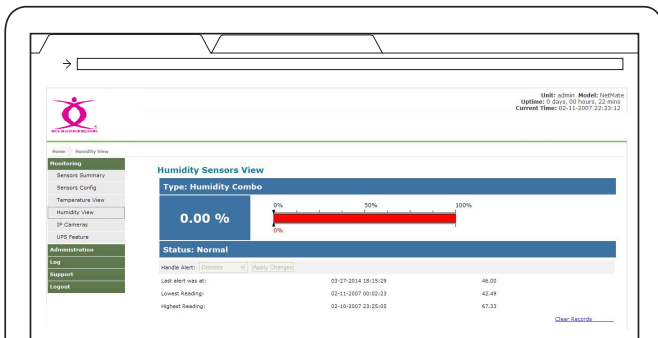 Unit: admin Model: NetMate
Uptime: 0 days, 00 hours, 22 mins
Current Time: 02-11-2007 22:33:12
Home
Humidity View
Monitoring
Sensors Summary
Sensors Config
Temperature View
Humidity View
IP Cameras
UPS Feature
Administration
Log
Support
Logout
Humidity Sensors View
Type: Humidity Combo
0.00 %
0% 50% 100%
0%
Status: Normal
Handle Alert: Dismiss Apply Changes
Last alert was at: 03-27-2014 18:15:29 46.00
Lowest Reading: 02-11-2007 00:02:23 42.49
Highest Reading: 02-10-2007 23:25:08 67.33
Clear Records